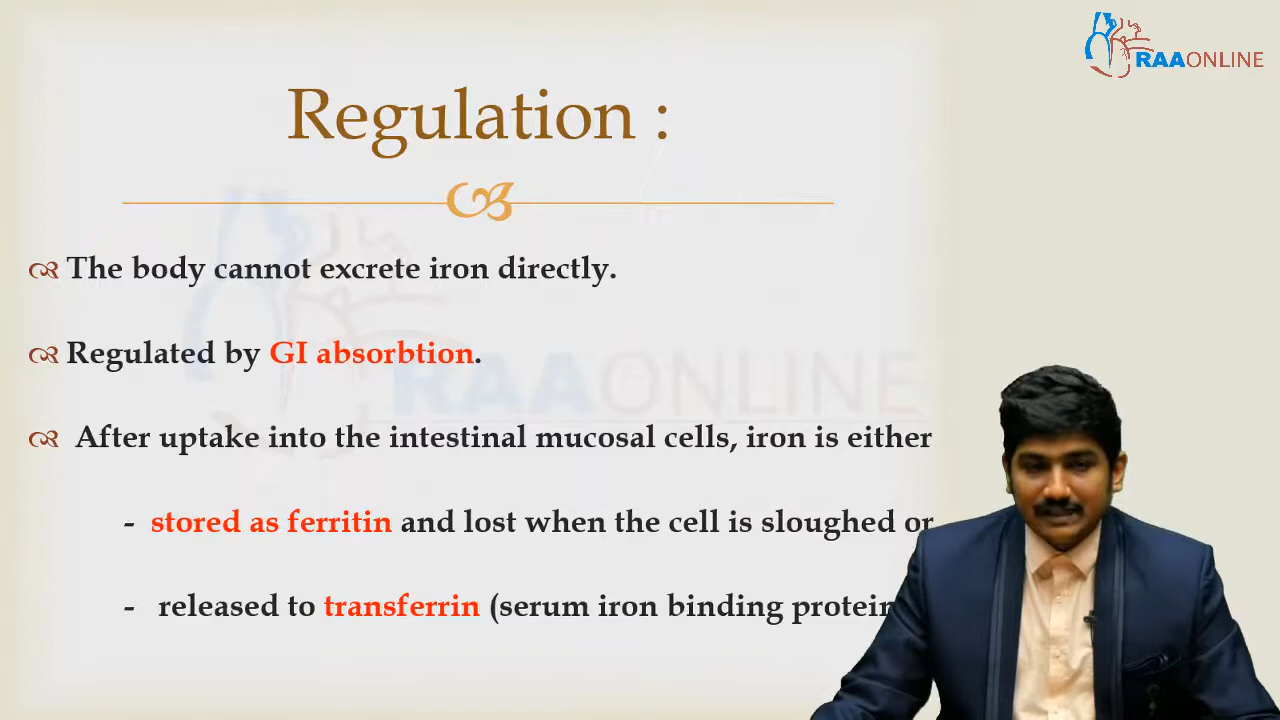 RAAONLINE
Regulation :
The body cannot excrete iron directly.
Regulated by GI absorbtion.
After uptake into the intestinal mucosal cells, iron is either
- stored as ferritin and lost when the cell is sloughed or
- released to transferrin (serum iron binding protein
RAAONLINE